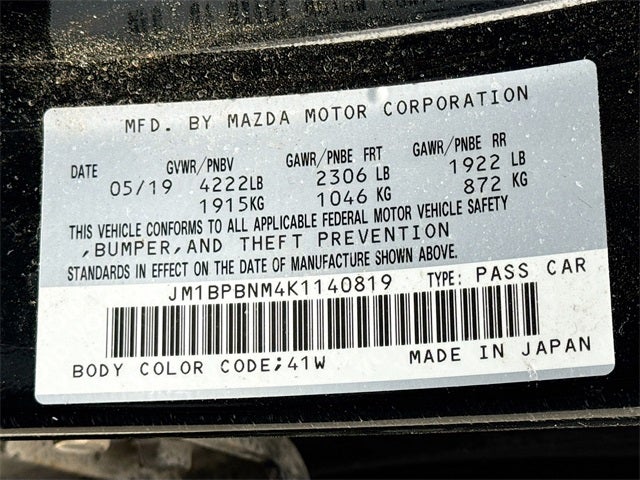 MFD. BY MAZDA MOTOR CORPORATION
DATE GVWR/PNBV GAWR/PNBE FRT GAWR/PNBE RR
05/19 4222LB 2306 LB 1922 LB
1915KG 1046 KG 872 KG
THIS VEHICLE CONFORMS TO ALL APPLICABLE FEDERAL MOTOR VEHICLE SAFETY
,BUMPER,AND THEFT PREVENTION
STANDARDS IN EFFECT ON THE DATE OF MANUFACTURE SHOWN ABOVE.
JM1BPBNM4K1140819 TYPE: PASS CAR
BODY COLOR CODE;41W MADE IN JAPAN